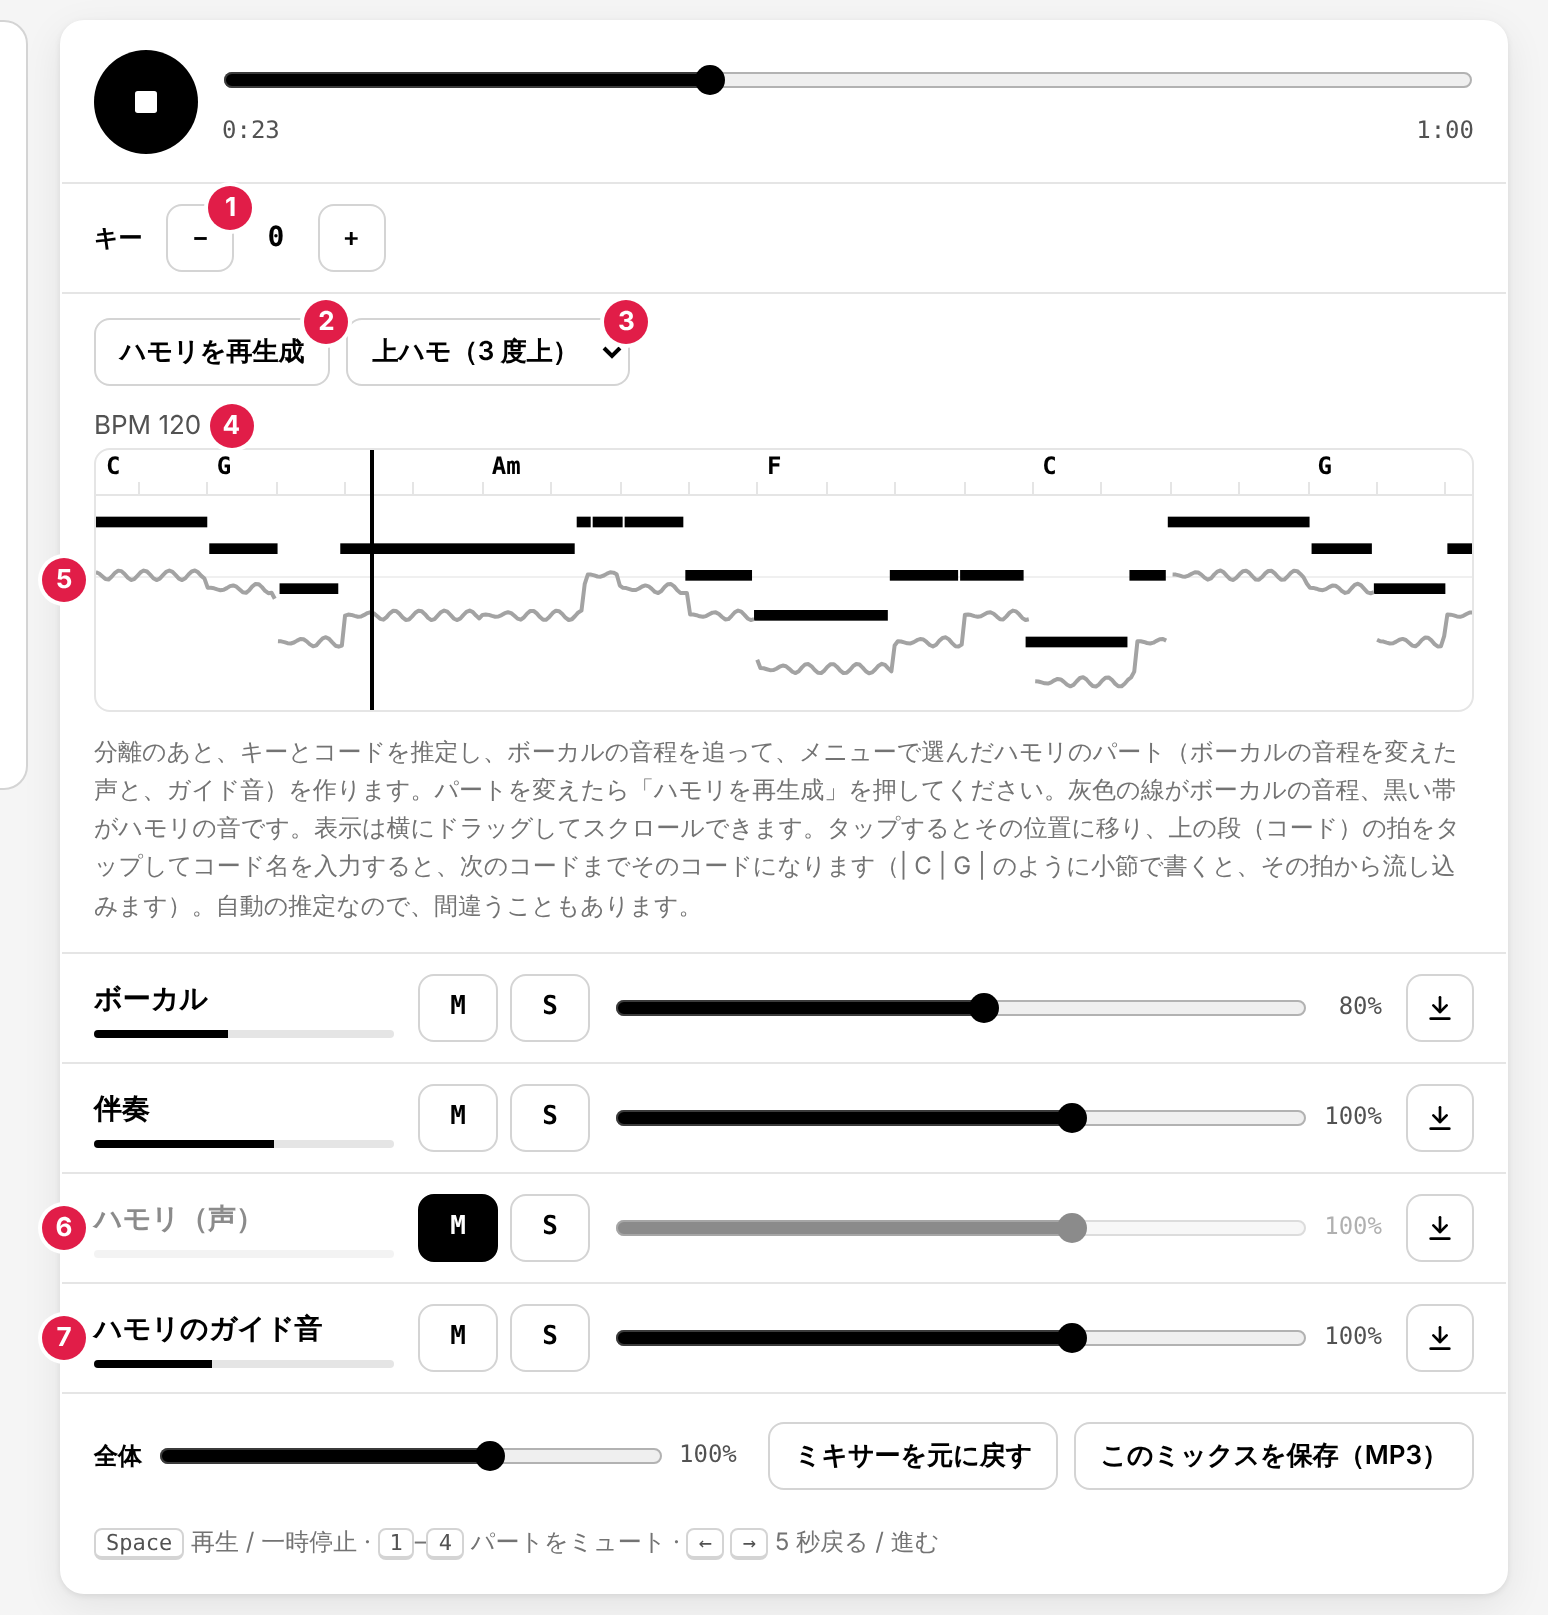 0:23 1:00
1
キー − 0 +
2 3
ハモリを再生成 上ハモ（3 度上）
BPM 120 4
C G Am F C G
5
分離のあと、キーとコードを推定し、ボーカルの音程を追って、メニューで選んだハモリのパート（ボーカルの音程を変えた
声と、ガイド音）を作ります。パートを変えたら「ハモリを再生成」を押してください。灰色の線がボーカルの音程、黒い帯
がハモリの音です。表示は横にドラッグしてスクロールできます。タップするとその位置に移り、上の段（コード）の拍をタ
ップしてコード名を入力すると、次のコードまでそのコードになります（| C | G | のように小節で書くと、その拍から流し込
みます）。自動の推定なので、間違うこともあります。
ボーカル M S 80%
伴奏 M S 100%
6 ハモリ（声） M S 100%
7 ハモリのガイド音 M S 100%
全体 100% ミキサーを元に戻す このミックスを保存（MP3）
Space 再生 / 一時停止 · 1–4 パートをミュート · ← → 5 秒戻る / 進む